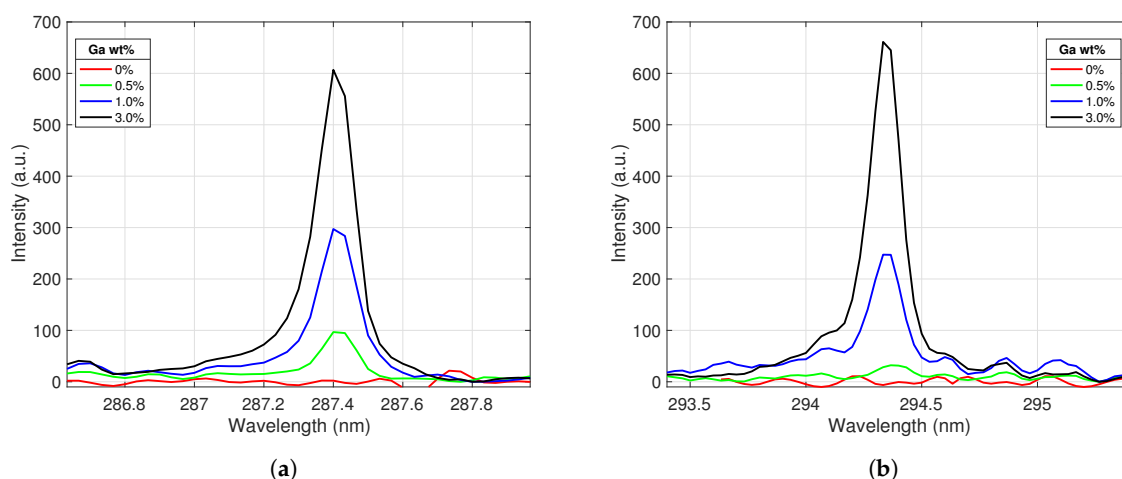 700
600
500
400
300
200
100
0
Intensity (a.u.)
Ga wt%
0%
0.5%
1.0%
3.0%
286.8 287 287.2 287.4 287.6 287.8
Wavelength (nm)
(a)
700
600
500
400
300
200
100
0
Intensity (a.u.)
Ga wt%
0%
0.5%
1.0%
3.0%
293.5 294 294.5 295
Wavelength (nm)
(b)